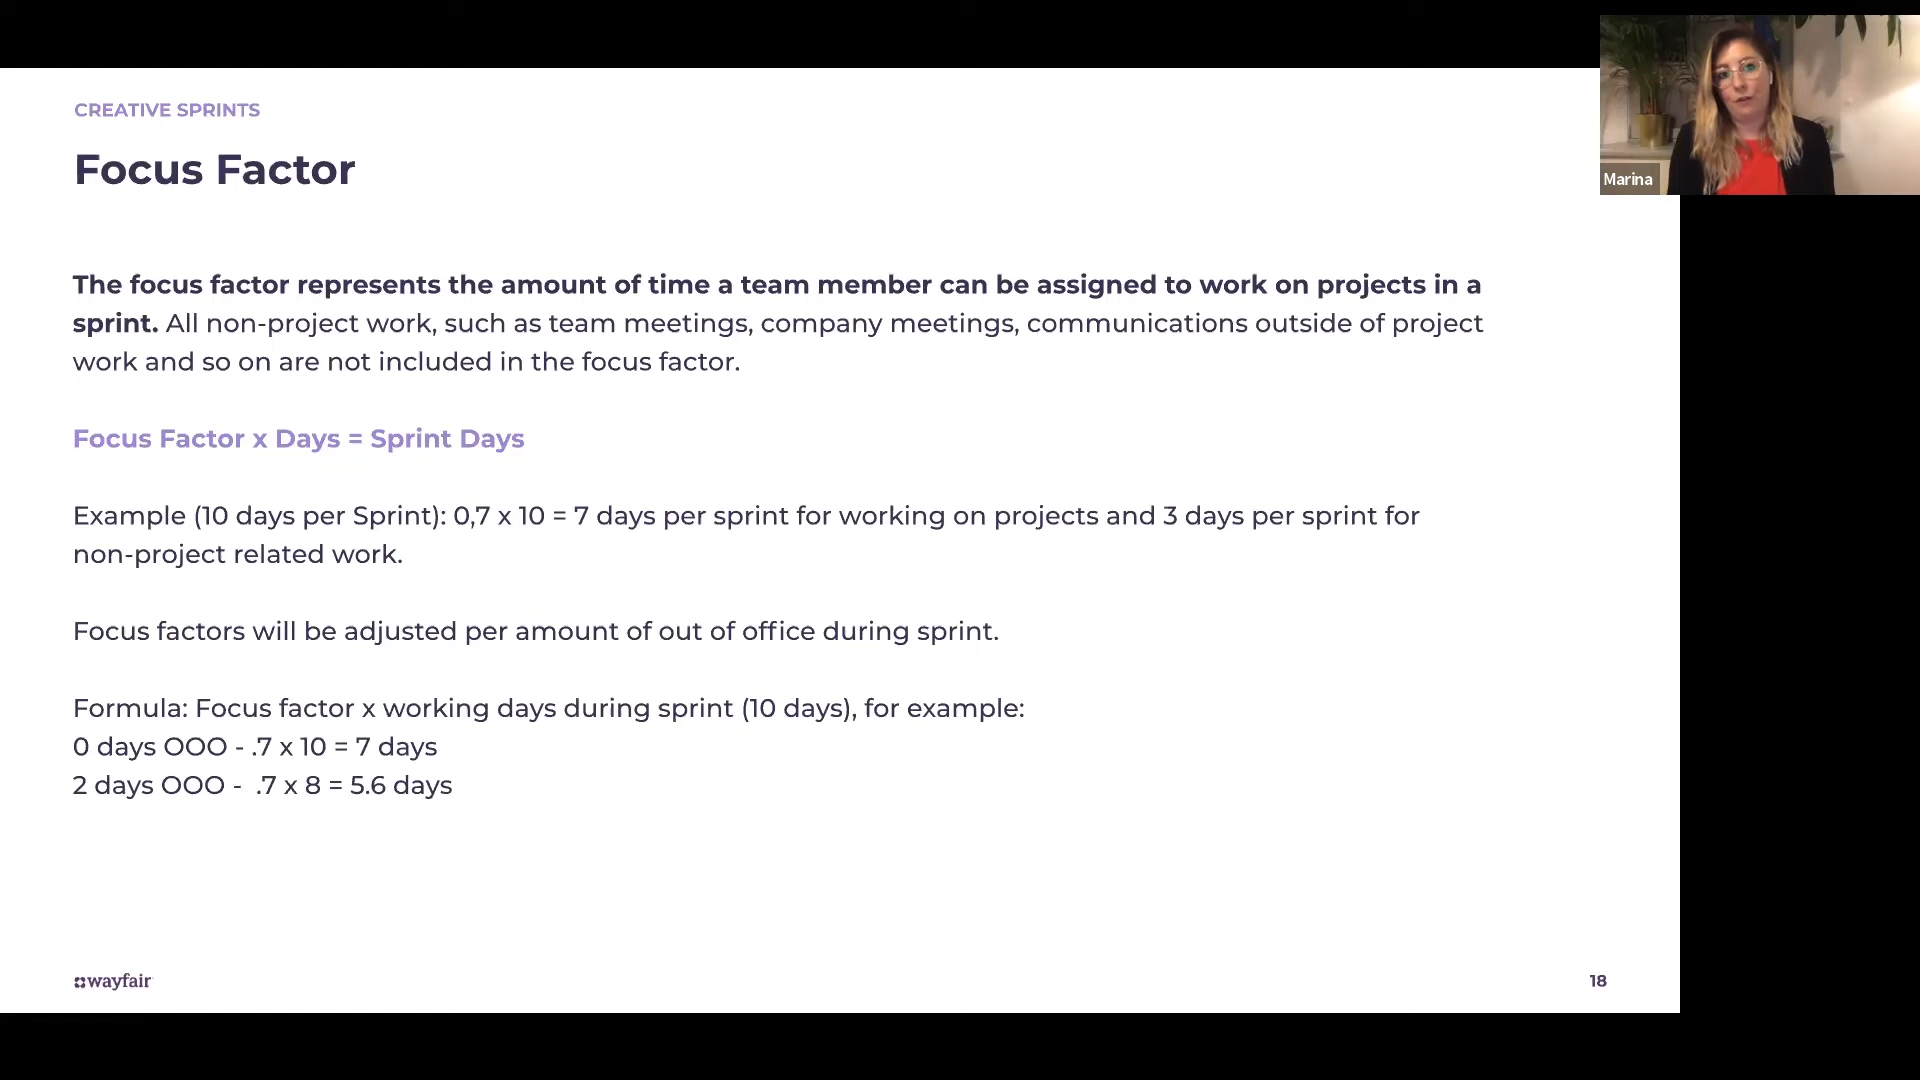 CREATIVE SPRINTS
Focus Factor
The focus factor represents the amount of time a team member can be assigned to work on projects in a
sprint. All non-project work, such as team meetings, company meetings, communications outside of project
work and so on are not included in the focus factor.
Focus Factor x Days = Sprint Days
Example (10 days per Sprint): 0,7 x 10 = 7 days per sprint for working on projects and 3 days per sprint for
non-project related work.
Focus factors will be adjusted per amount of out of office during sprint.
Formula: Focus factor x working days during sprint (10 days), for example:
0 days OOO - .7 x 10 = 7 days
2 days OOO -  .7 x 8 = 5.6 days
wayfair
18
Marina